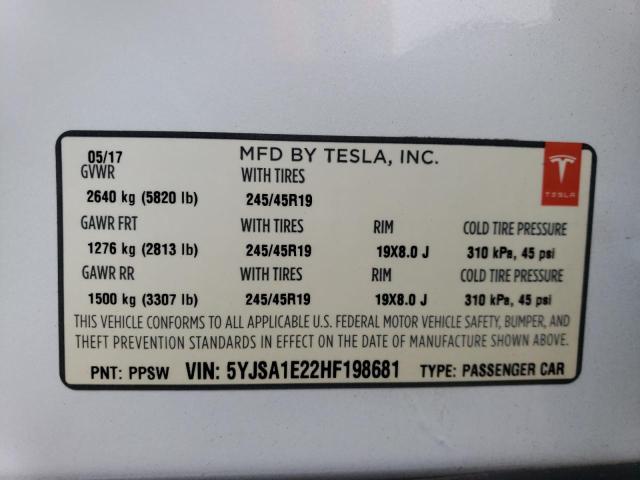 05/17 MFD BY TESLA, INC.
GVWR WITH TIRES
2640 kg (5820 lb) 245/45R19
TESLA
GAWR FRT WITH TIRES RIM COLD TIRE PRESSURE
1276 kg (2813 lb) 245/45R19 19X8.0 J 310 kPa, 45 psi
GAWR RR WITH TIRES RIM COLD TIRE PRESSURE
1500 kg (3307 lb) 245/45R19 19X8.0 J 310 kPa, 45 psi
THIS VEHICLE CONFORMS TO ALL APPLICABLE U.S. FEDERAL MOTOR VEHICLE SAFETY, BUMPER, AND
THEFT PREVENTION STANDARDS IN EFFECT ON THE DATE OF MANUFACTURE SHOWN ABOVE.
PNT: PPSW VIN: 5YJSA1E22HF198681 TYPE: PASSENGER CAR